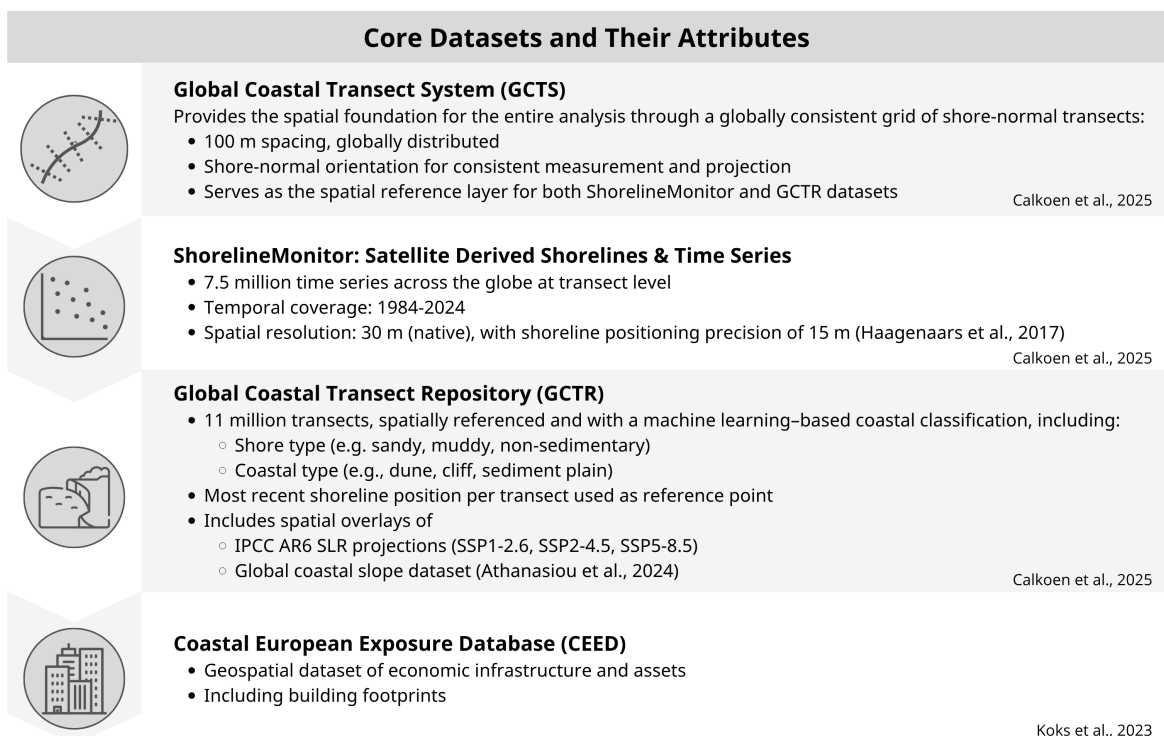 Core Datasets and Their Attributes
Global Coastal Transect System (GCTS)
Provides the spatial foundation for the entire analysis through a globally consistent grid of shore-normal transects:
• 100 m spacing, globally distributed
• Shore-normal orientation for consistent measurement and projection
• Serves as the spatial reference layer for both ShorelineMonitor and GCTR datasets
Calkoen et al., 2025
ShorelineMonitor: Satellite Derived Shorelines & Time Series
• 7.5 million time series across the globe at transect level
• Temporal coverage: 1984-2024
• Spatial resolution: 30 m (native), with shoreline positioning precision of 15 m (Haagenaars et al., 2017)
Calkoen et al., 2025
Global Coastal Transect Repository (GCTR)
• 11 million transects, spatially referenced and with a machine learning–based coastal classification, including:
○ Shore type (e.g. sandy, muddy, non-sedimentary)
○ Coastal type (e.g., dune, cliff, sediment plain)
• Most recent shoreline position per transect used as reference point
• Includes spatial overlays of
○ IPCC AR6 SLR projections (SSP1-2.6, SSP2-4.5, SSP5-8.5)
○ Global coastal slope dataset (Athanasiou et al., 2024)
Calkoen et al., 2025
Coastal European Exposure Database (CEED)
• Geospatial dataset of economic infrastructure and assets
• Including building footprints
Koks et al., 2023